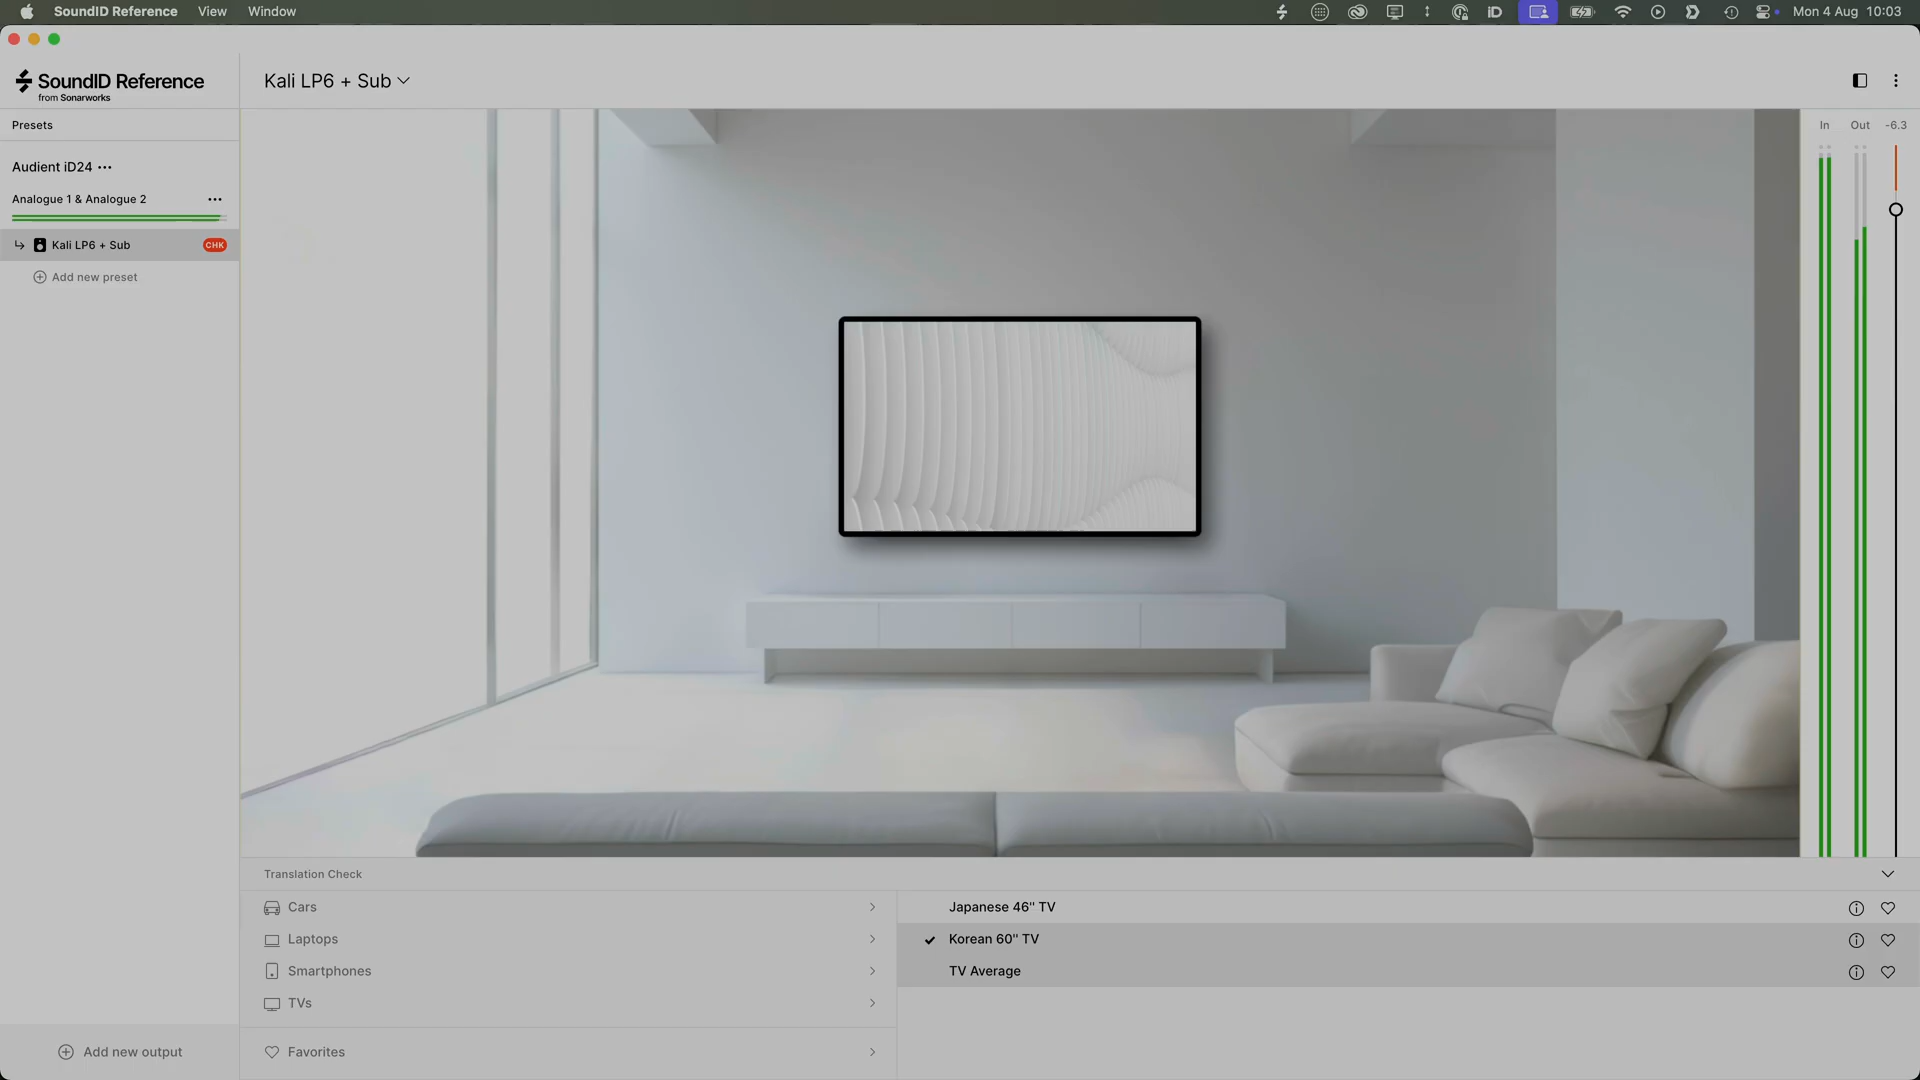 SoundID Reference View Window
iD
Mon 4 Aug 10:03
SoundID Reference
from Sonarworks
Kali LP6 + Sub
Presets
In Out -6.3
Audient iD24
Analogue 1 & Analogue 2
Kali LP6 + Sub CHK
Add new preset
Translation Check
Cars
Laptops
Smartphones
TVs
Favorites
Japanese 46" TV
Korean 60" TV
TV Average
Add new output